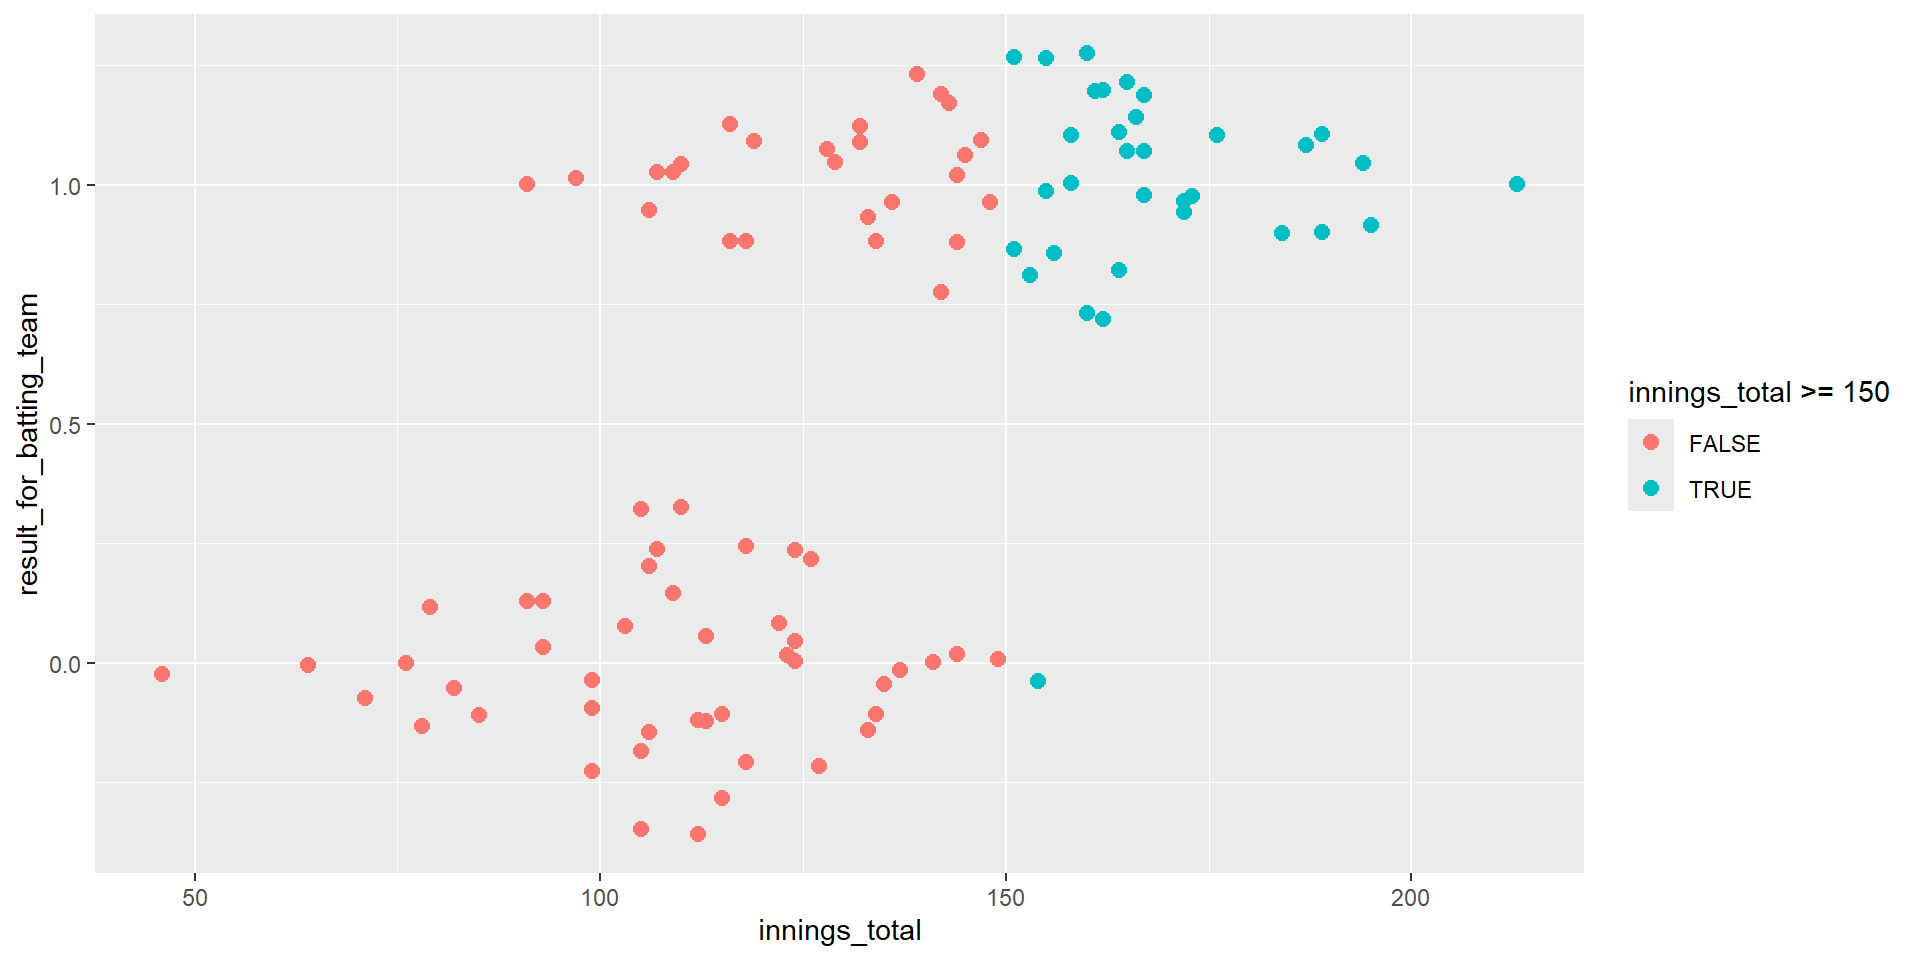 result_for_batting_team
1.0
0.5
0.0
50
100
150
200
innings_total
innings_total >= 150
FALSE
TRUE